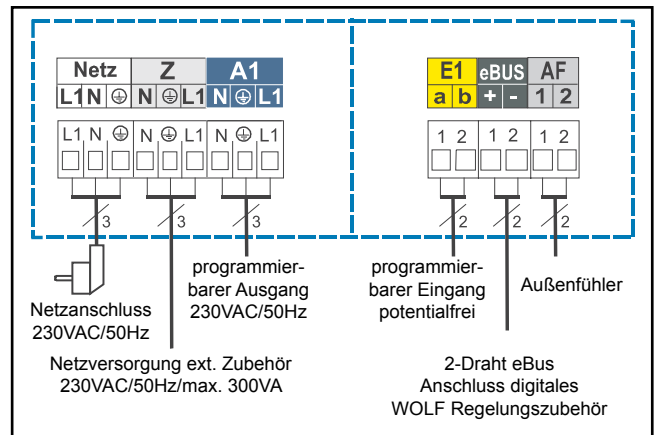 Netz Z A1
L1 N ⏚ N ⏚ L1 N ⏚ L1
L1 N ⏚ N ⏚ L1 N ⏚ L1
3 3 3
Netzanschluss
230VAC/50Hz
programmier-
barer Ausgang
230VAC/50Hz
Netzversorgung ext. Zubehör
230VAC/50Hz/max. 300VA
E1 eBUS AF
a b + - 1 2
1 2 1 2 1 2
2 2 2
programmier-
barer Eingang
potentialfrei
Außenfühler
2-Draht eBus
Anschluss digitales
WOLF Regelungszubehör